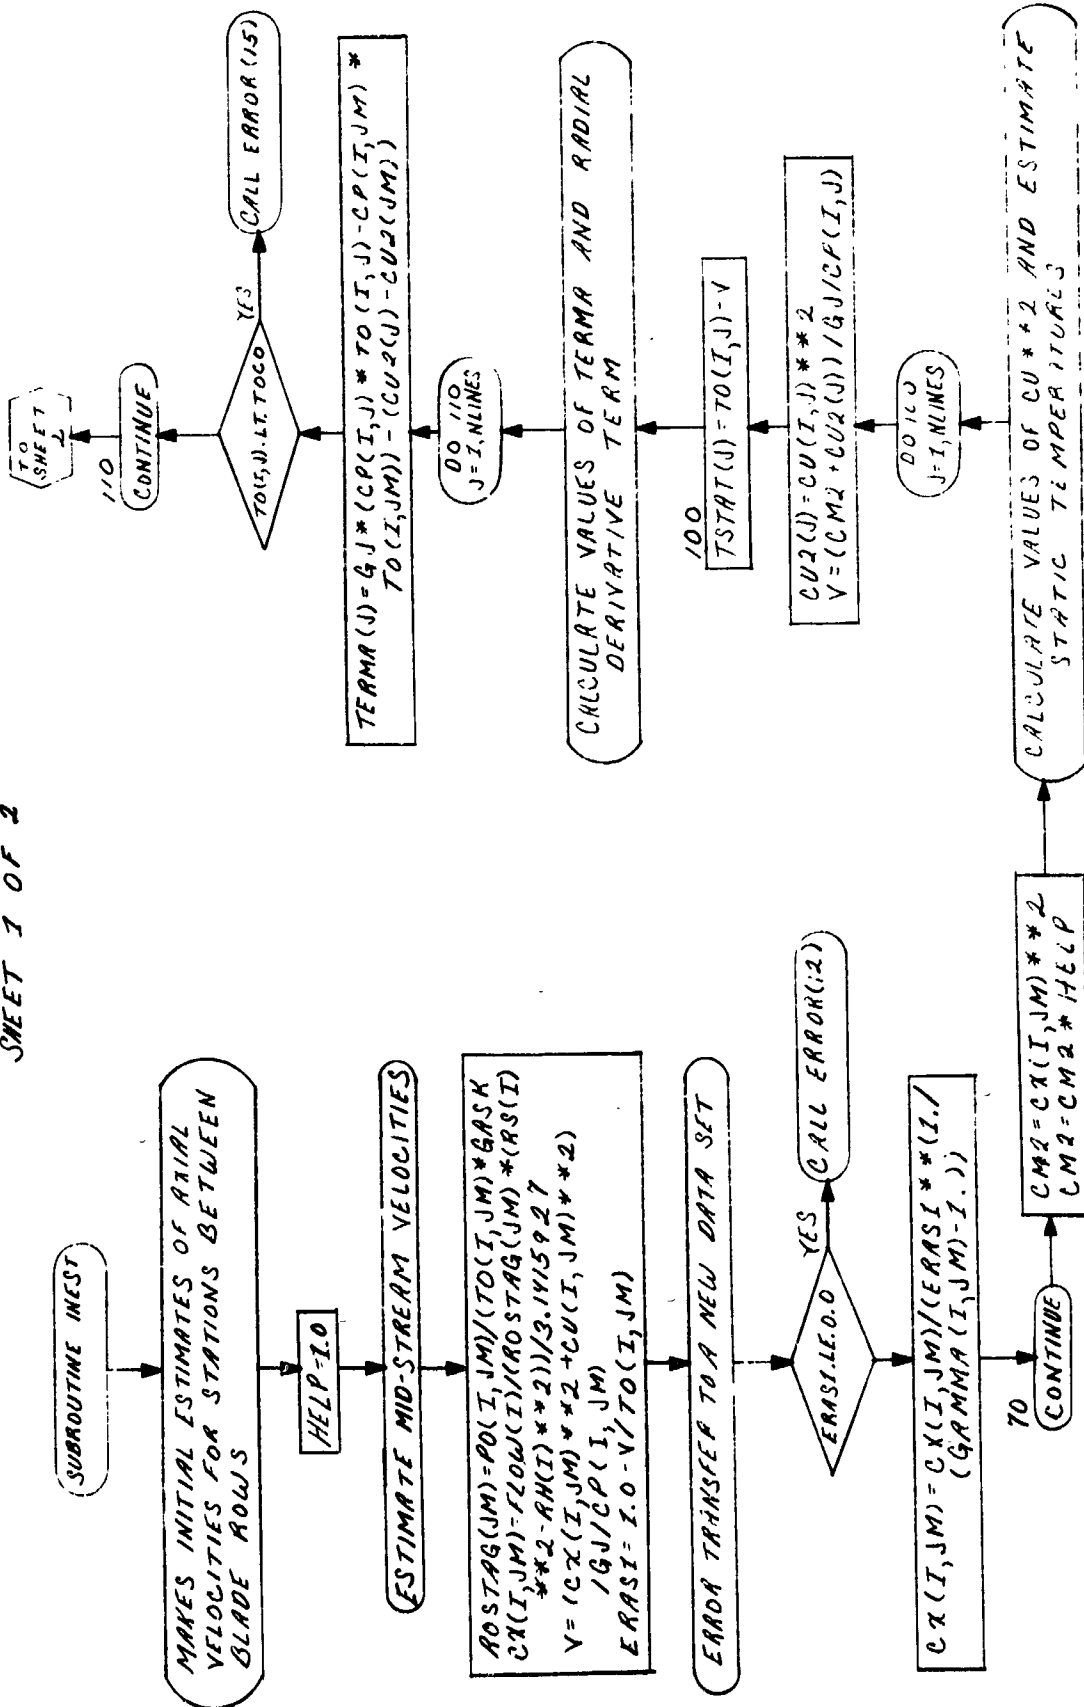 SHEET 1 OF 2
SUBROUTINE INEST
MAKES INITIAL ESTIMATES OF AXIAL
VELOCITIES FOR STATIONS BETWEEN
BLADE ROWS
HELP=1.0
ESTIMATE MID-STREAM VELOCITIES
ROSTAG(JM)=PO(I,JM)/(TO(I,JM)*GASK
CX(I,JM)=FLOW(I)/(ROSTAG(JM)*(RS(I)
**2-RH(I)**2))/3.1415927
V=(CX(I,JM)**2+CU(I,JM)**2)
/GJ/CP(I,JM)
ERASI=1.0-V/TO(I,JM)
ERROR TRANSFER TO A NEW DATA SET
ERASI.LE.0.0
YES
CALL ERROR(12)
CX(I,JM)=CX(I,JM)/(ERASI**(1./
(GAMMA(I,JM)-1.))
70
CONTINUE
CM2=CX(I,JM)**2
CM2=CM2*HELP
CALCULATE VALUES OF CU**2 AND ESTIMATE
STATIC TEMPERITURES
DO 100
J=1,NLINES
CU2(J)=CU(I,J)**2
V=(CM2+CU2(J))/GJ/CP(I,J)
100
TSTAT(J)=TO(I,J)-V
CALCULATE VALUES OF TERMA AND RADIAL
DERIVATIVE TERM
DO 110
J=1,NLINES
TERMA(J)=GJ*(CP(I,J)*TO(I,J)-CP(I,JM)*
TO(I,JM))-(CU2(J)-CU2(JM))
TO(I,J).LT.TOCO
YES
CALL ERROR(15)
110
CONTINUE
TO
SHEET
2